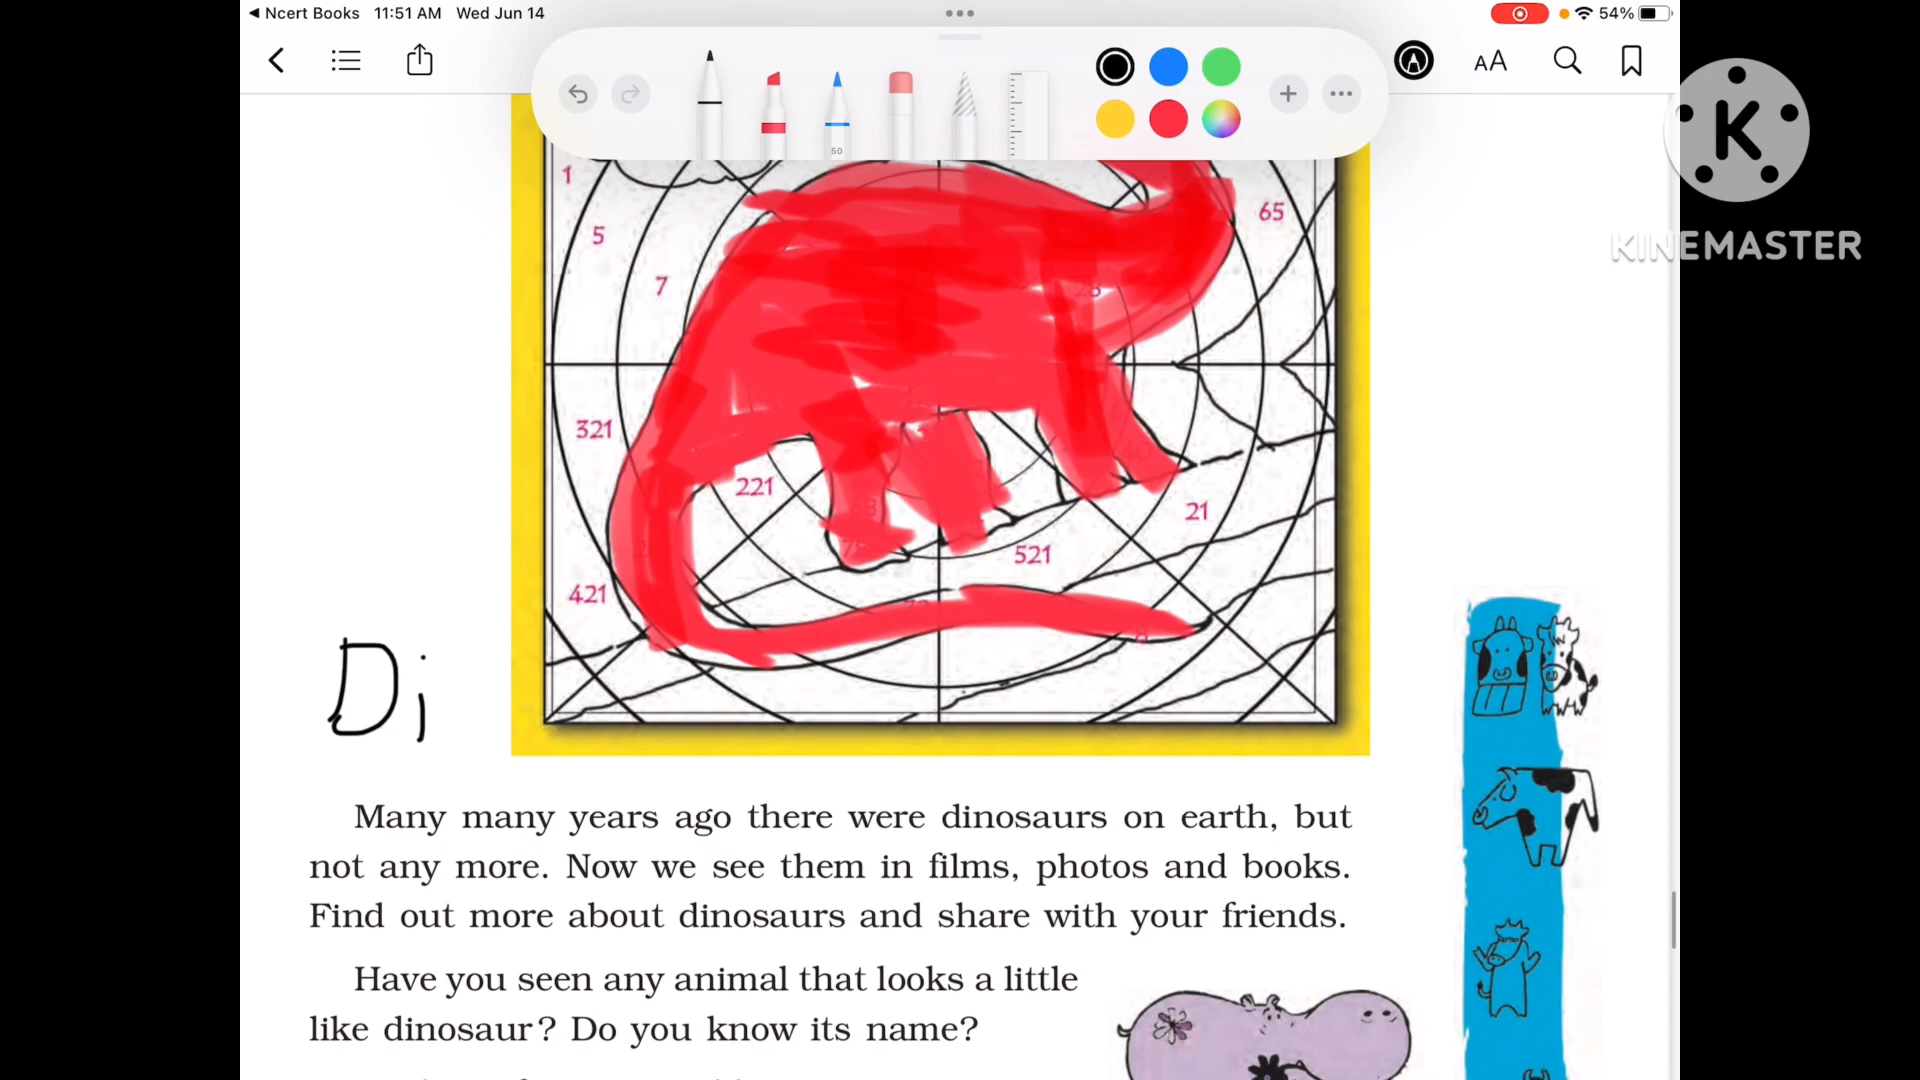 Ncert Books 11:51 AM Wed Jun 14 54%
AA
50
K
KINEMASTER
1
65
5
7
28
321
221
21
521
421
8
Di
Many many years ago there were dinosaurs on earth, but
not any more. Now we see them in films, photos and books.
Find out more about dinosaurs and share with your friends.
Have you seen any animal that looks a little
like dinosaur? Do you know its name?